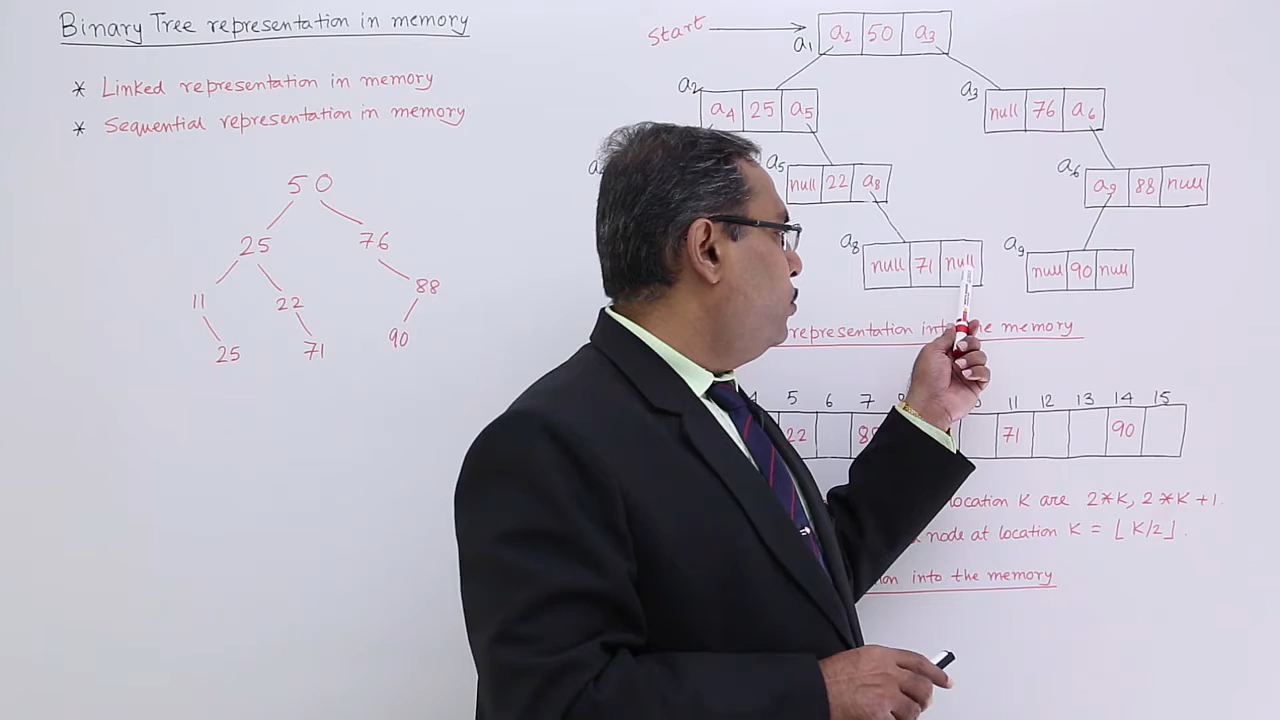 Binary Tree representation in memory
* Linked representation in memory
* Sequential representation in memory
50
25 76
11 22 88
25 71 90
Start
a1 a2 50 a3
a2 a4 25 a5
a3 null 76 a6
a5 null 22 a8
a6 a9 88 null
a8 null 71 null
a9 null 90 null
representation into the memory
5 6 7 11 12 13 14 15
22 71 90
location K are 2*K, 2*K+1.
node at location K = ⌊K/2⌋.
into the memory